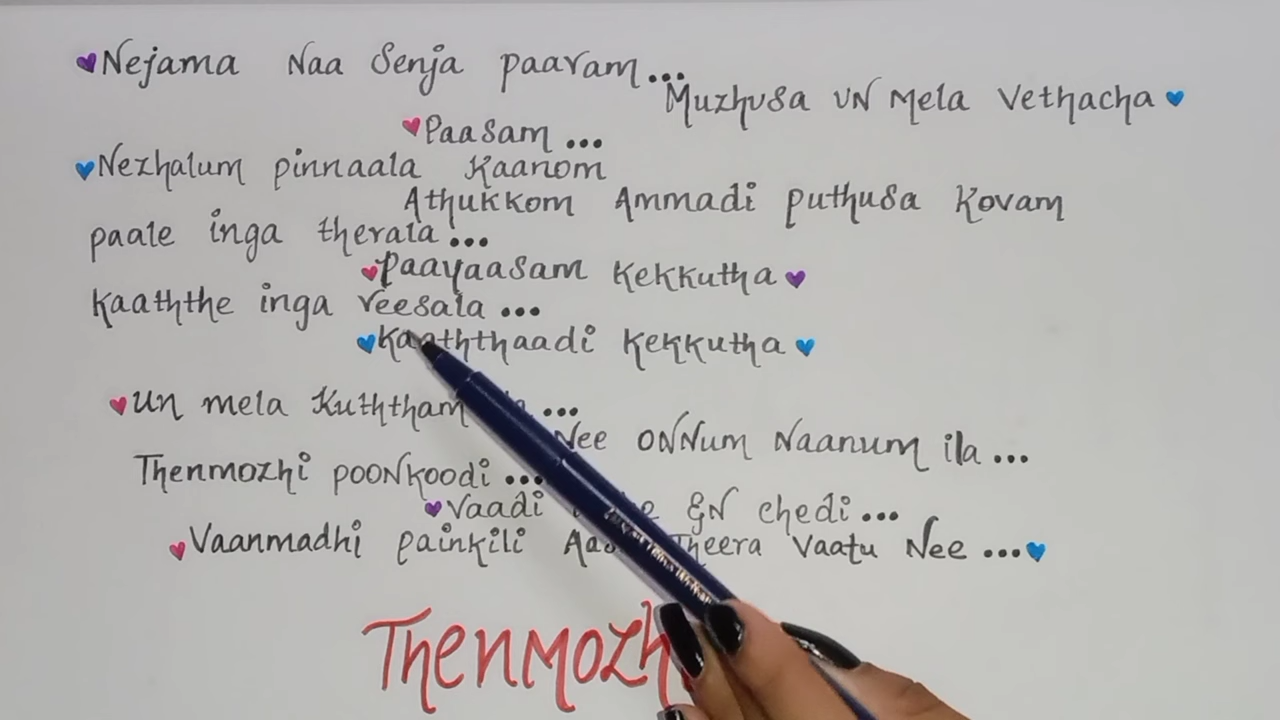 Nejama Naa Senja paavam...
Muzhusa UN Mela Vethacha
Paasam ...
Nezhalum pinnaala Kaanom
Athukkom Ammadi puthusa Kovam
paale inga therala...
paayaasam kekkutha
Kaaththe inga veesala ...
Kaaththaadi kekkutha
Un mela Kuththam ...
Nee ONNum Naanum ila ...
Thenmozhi pooNkoodi ...
Vaadi EN chedi ...
Vaanmadhi painkili Theera Vaatu Nee ...
Thenmozh